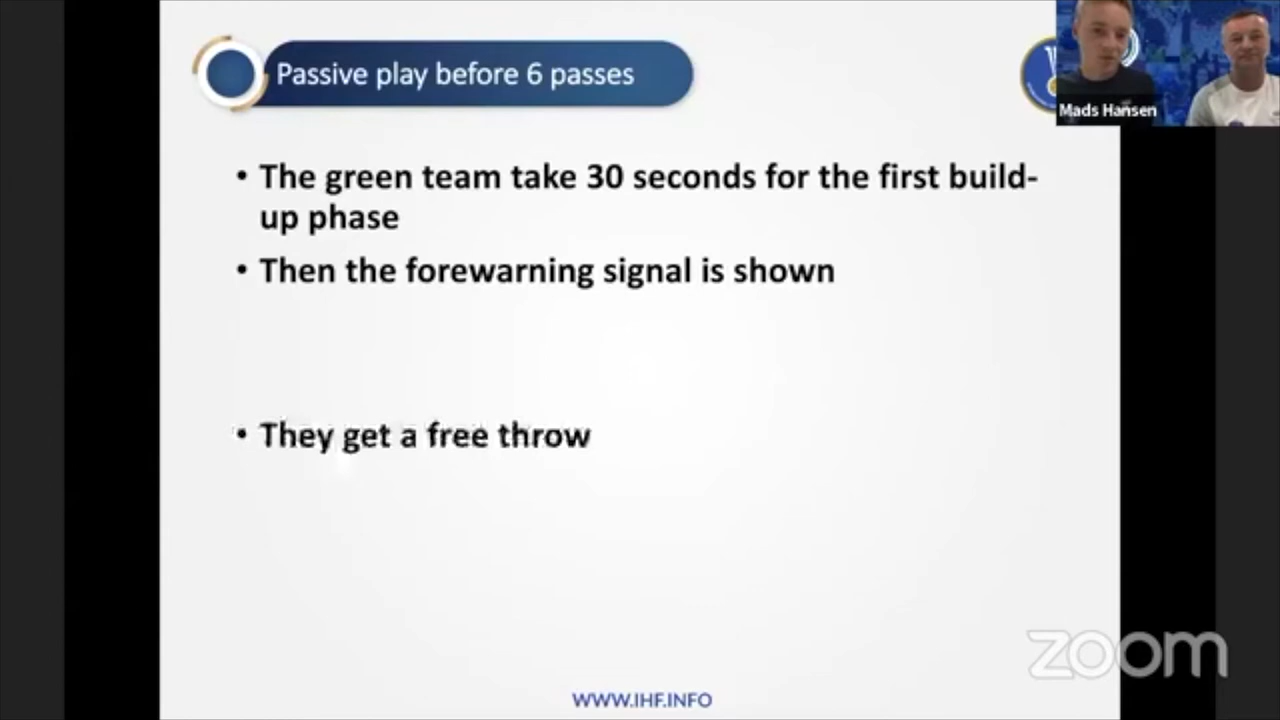 Passive play before 6 passes
Mads Hansen
• The green team take 30 seconds for the first build-
up phase
• Then the forewarning signal is shown
• They get a free throw
zoom
WWW.IHF.INFO